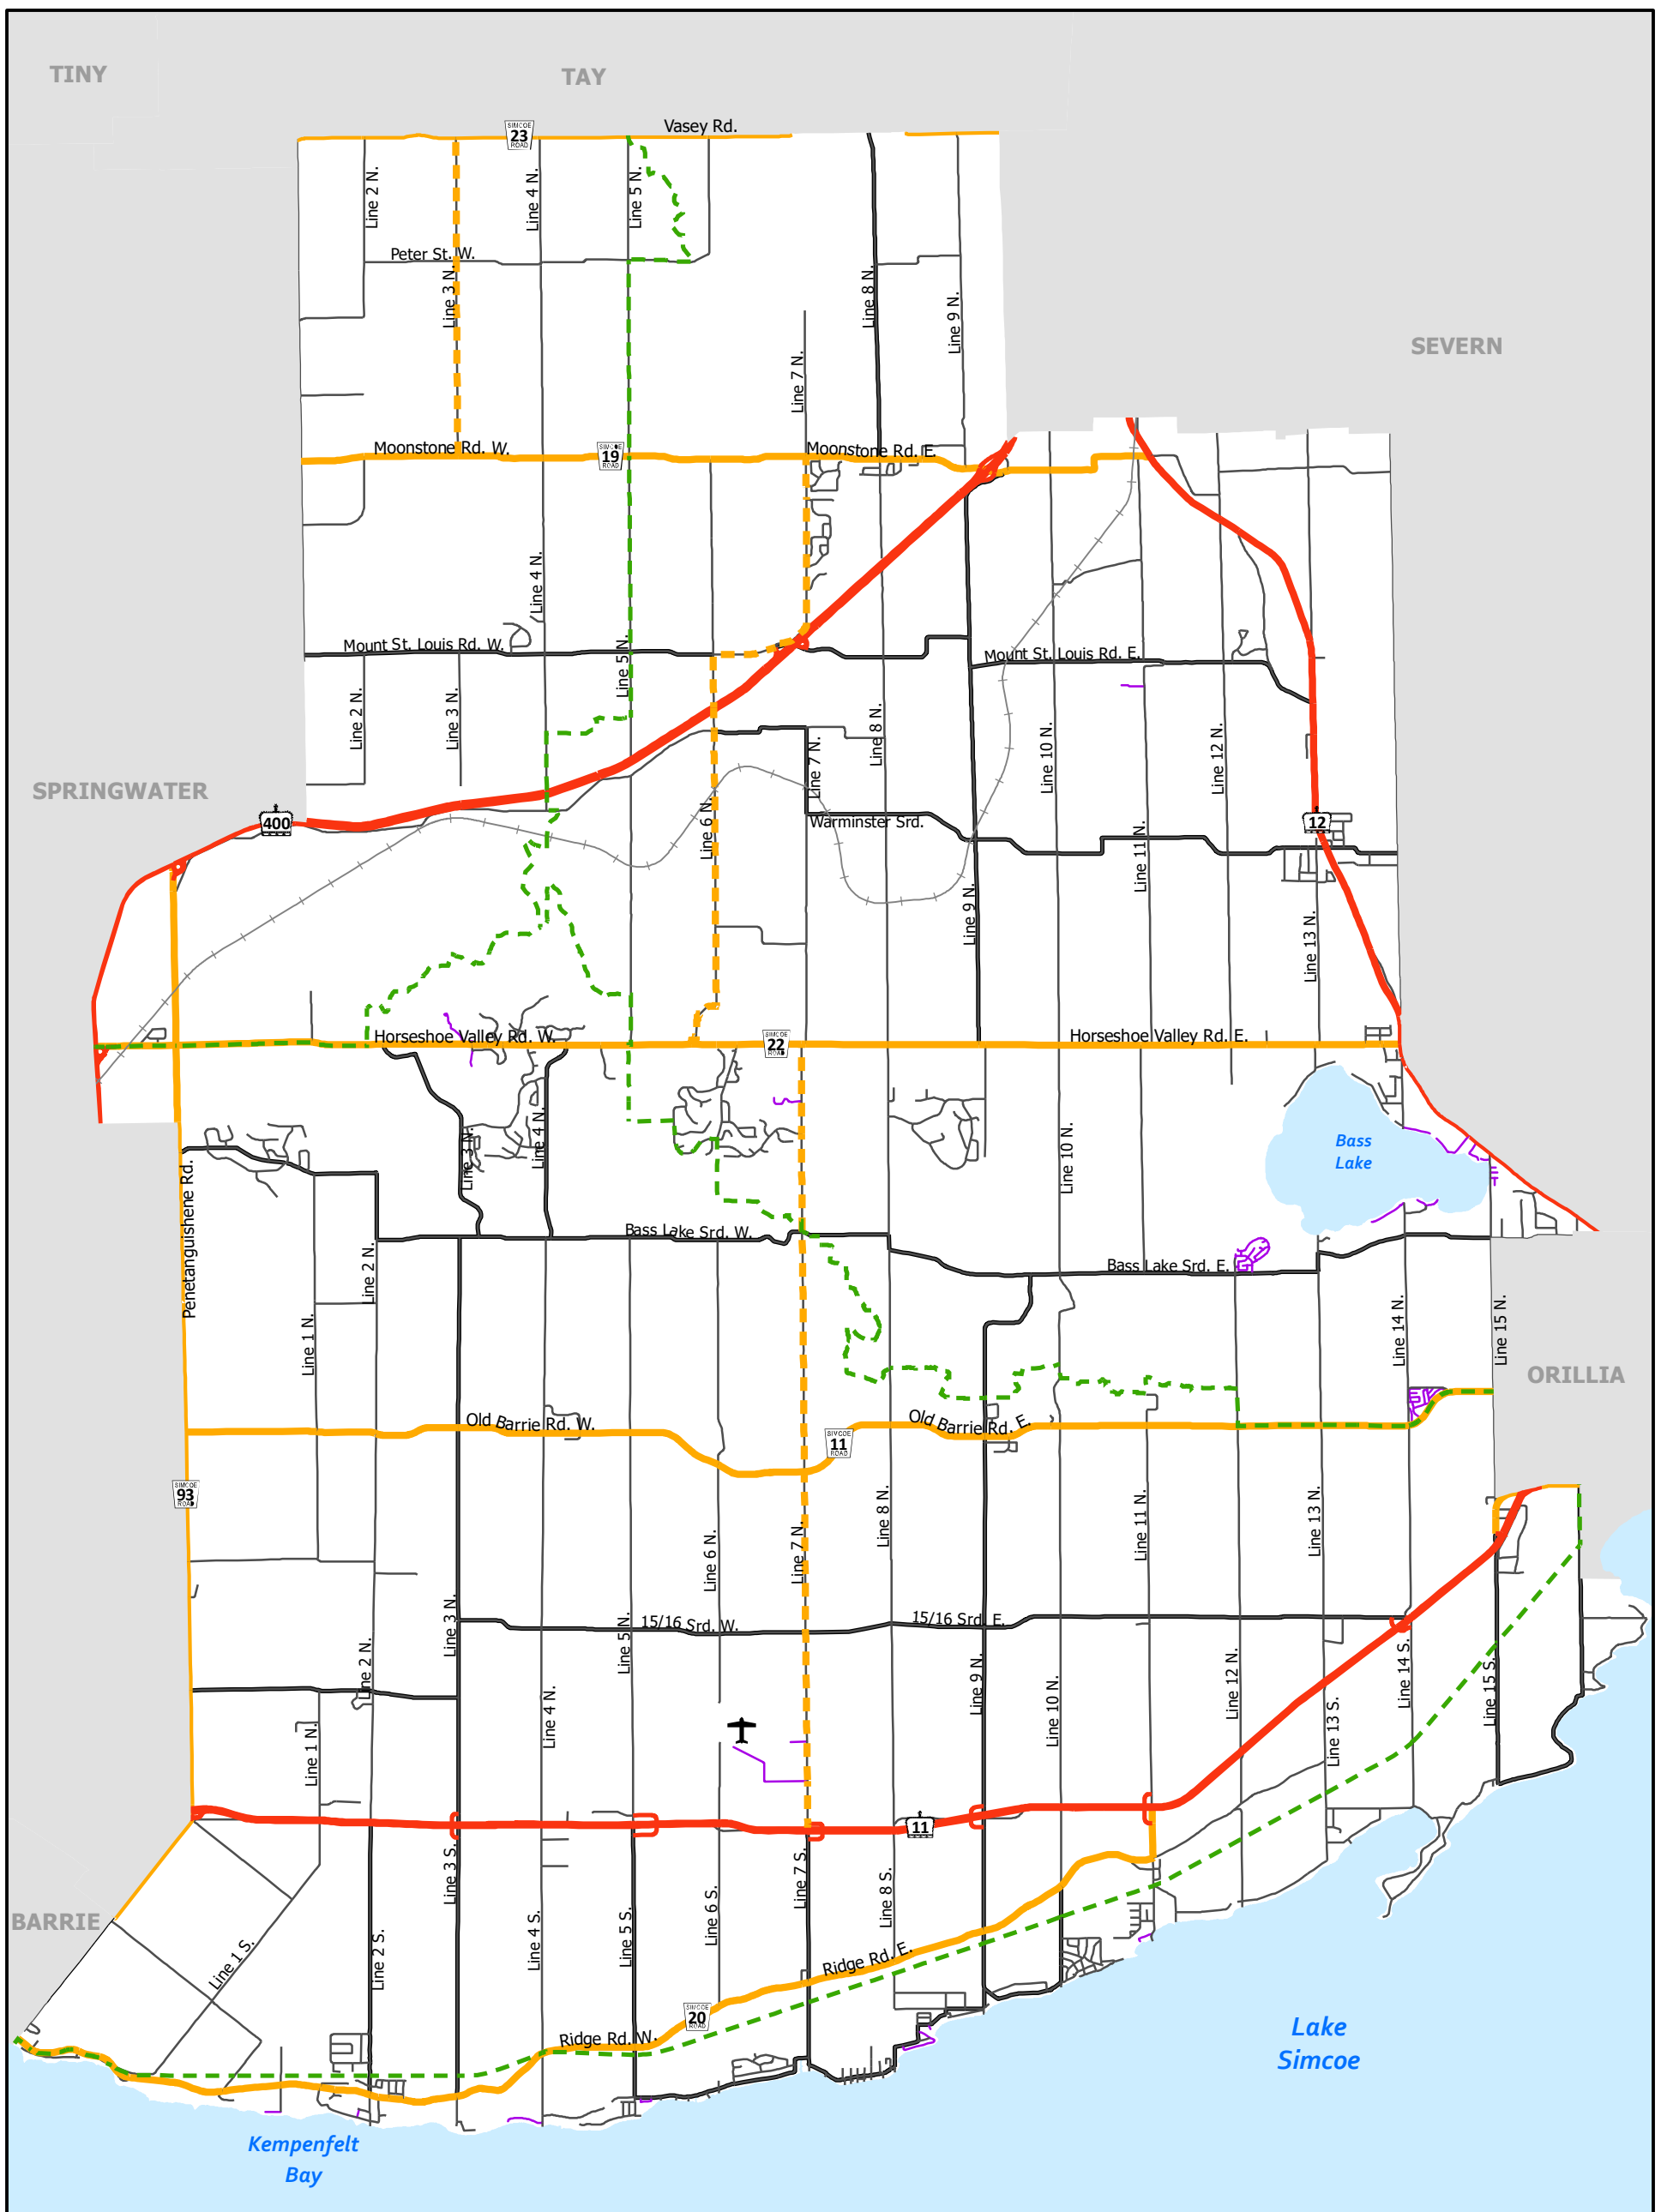 TINY
TAY
SIMCOE
23
ROAD
Vasey Rd.
Line 2 N.
Line 4 N.
Line 5 N.
Peter St. W.
Line 3 N.
Line 8 N.
Line 9 N.
SEVERN
Line 7 N.
Moonstone Rd. W.
SIMCOE
19
ROAD
Moonstone Rd. E.
Line 4 N.
Mount St. Louis Rd. W.
Line 5 N.
Mount St. Louis Rd. E.
Line 2 N.
Line 3 N.
Line 8 N.
Line 7 N.
Line 10 N.
Line 12 N.
SPRINGWATER
400
Line 6 N.
Warminster Srd.
12
Line 11 N.
Line 9 N.
Line 13 N.
Horseshoe Valley Rd. W.
SIMCOE
22
ROAD
Horseshoe Valley Rd. E.
Line 3 N.
Line 4 N.
Line 10 N.
Bass
Lake
Penetanguishene Rd.
Bass Lake Srd. W.
Line 2 N.
Bass Lake Srd. E.
Line 1 N.
Line 14 N.
Line 15 N.
ORILLIA
Old Barrie Rd. W.
SIMCOE
11
ROAD
Old Barrie Rd. E.
SIMCOE
93
ROAD
Line 6 N.
Line 7 N.
Line 8 N.
Line 11 N.
Line 13 N.
Line 3 N.
Line 5 N.
15/16 Srd. W.
15/16 Srd. E.
Line 2 N.
Line 1 N.
Line 4 N.
Line 9 N.
Line 10 N.
Line 12 N.
Line 13 S.
Line 14 S.
Line 15 S.
11
Line 3 S.
Line 7 S.
Line 8 S.
BARRIE
Line 1 S.
Line 2 S.
Line 4 S.
Line 5 S.
Line 6 S.
Ridge Rd. E.
SIMCOE
20
ROAD
Ridge Rd. W.
Lake
Simcoe
Kempenfelt
Bay